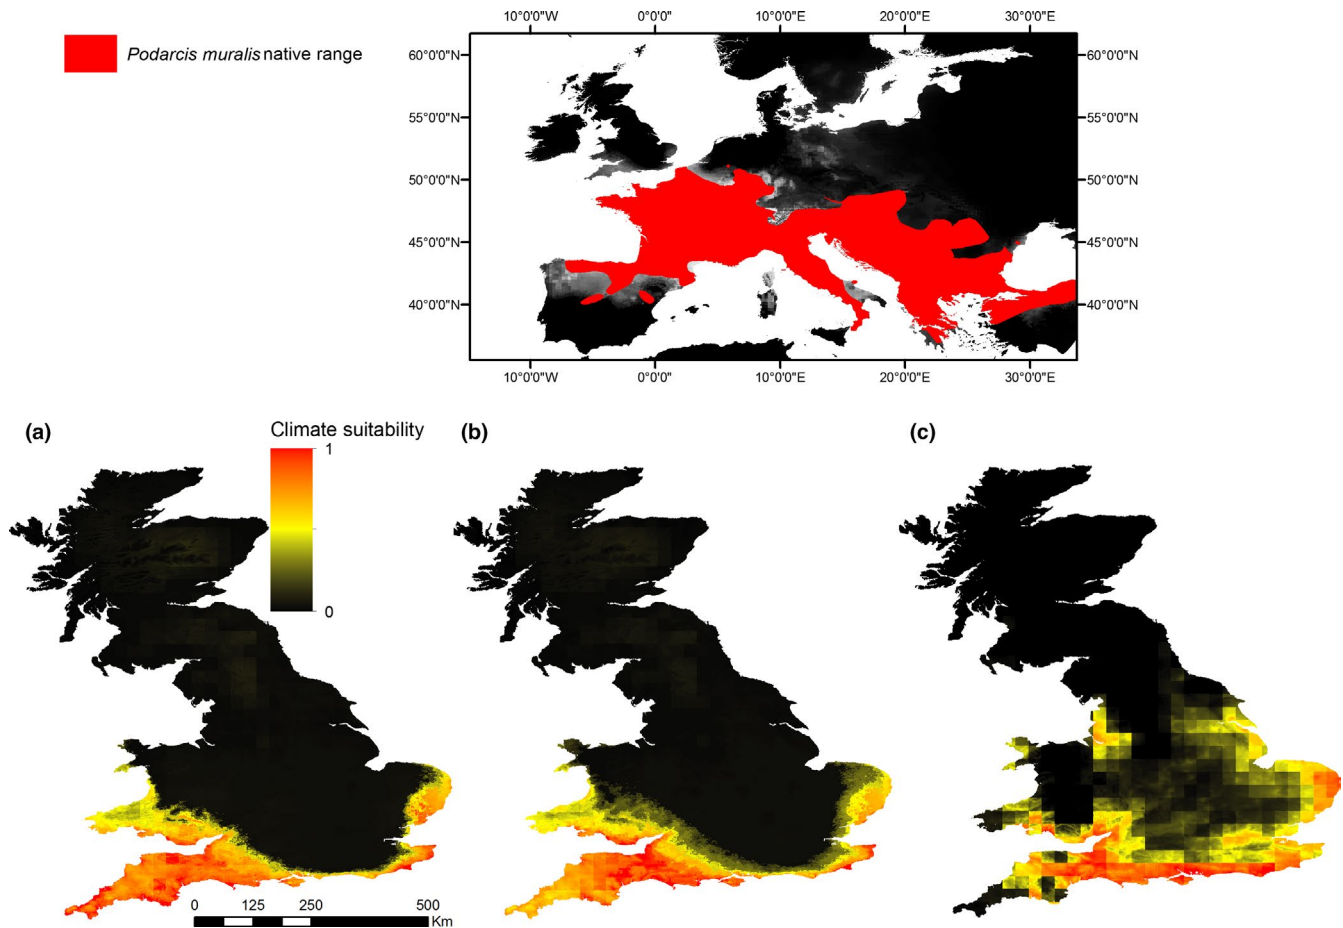 10°0'0"W 0°0'0" 10°0'0"E 20°0'0"E 30°0'0"E
Podarcis muralis native range
60°0'0"N 60°0'0"N
55°0'0"N 55°0'0"N
50°0'0"N 50°0'0"N
45°0'0"N 45°0'0"N
40°0'0"N 40°0'0"N
10°0'0"W 0°0'0" 10°0'0"E 20°0'0"E 30°0'0"E
(a) Climate suitability (b) (c)
1
0
0 125 250 500
Km